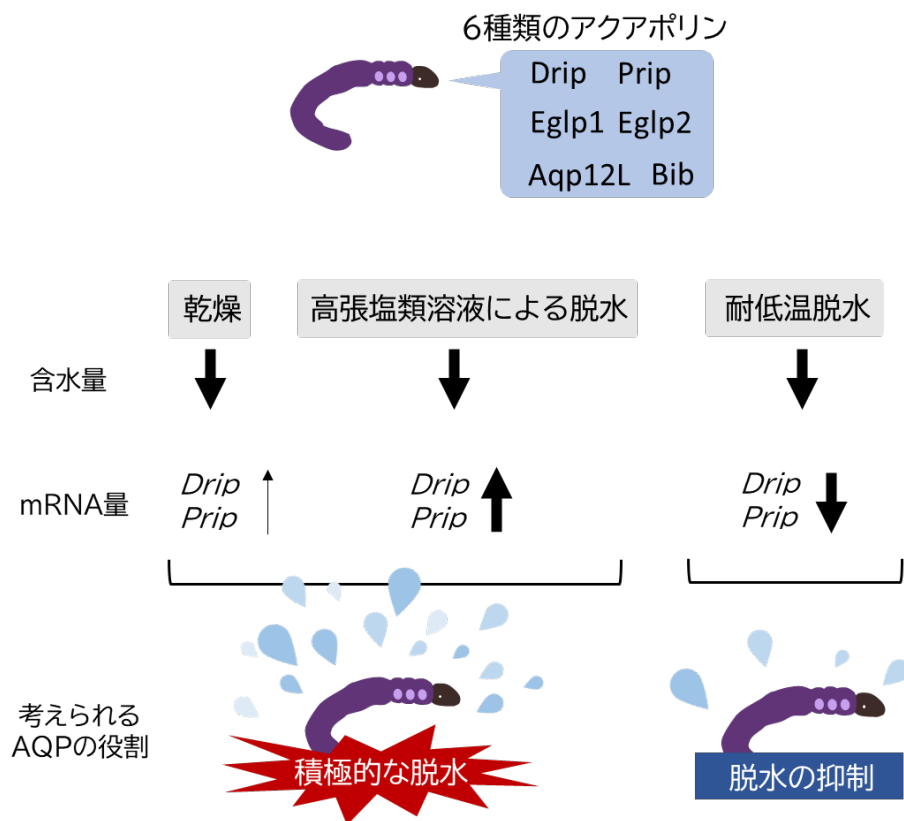 6種類のアクアポリン
Drip Prip
Eglp1 Eglp2
Aqp12L Bib
乾燥
高張塩類溶液による脱水
耐低温脱水
含水量
mRNA量
Drip
Prip
Drip
Prip
Drip
Prip
考えられる
AQPの役割
積極的な脱水
脱水の抑制